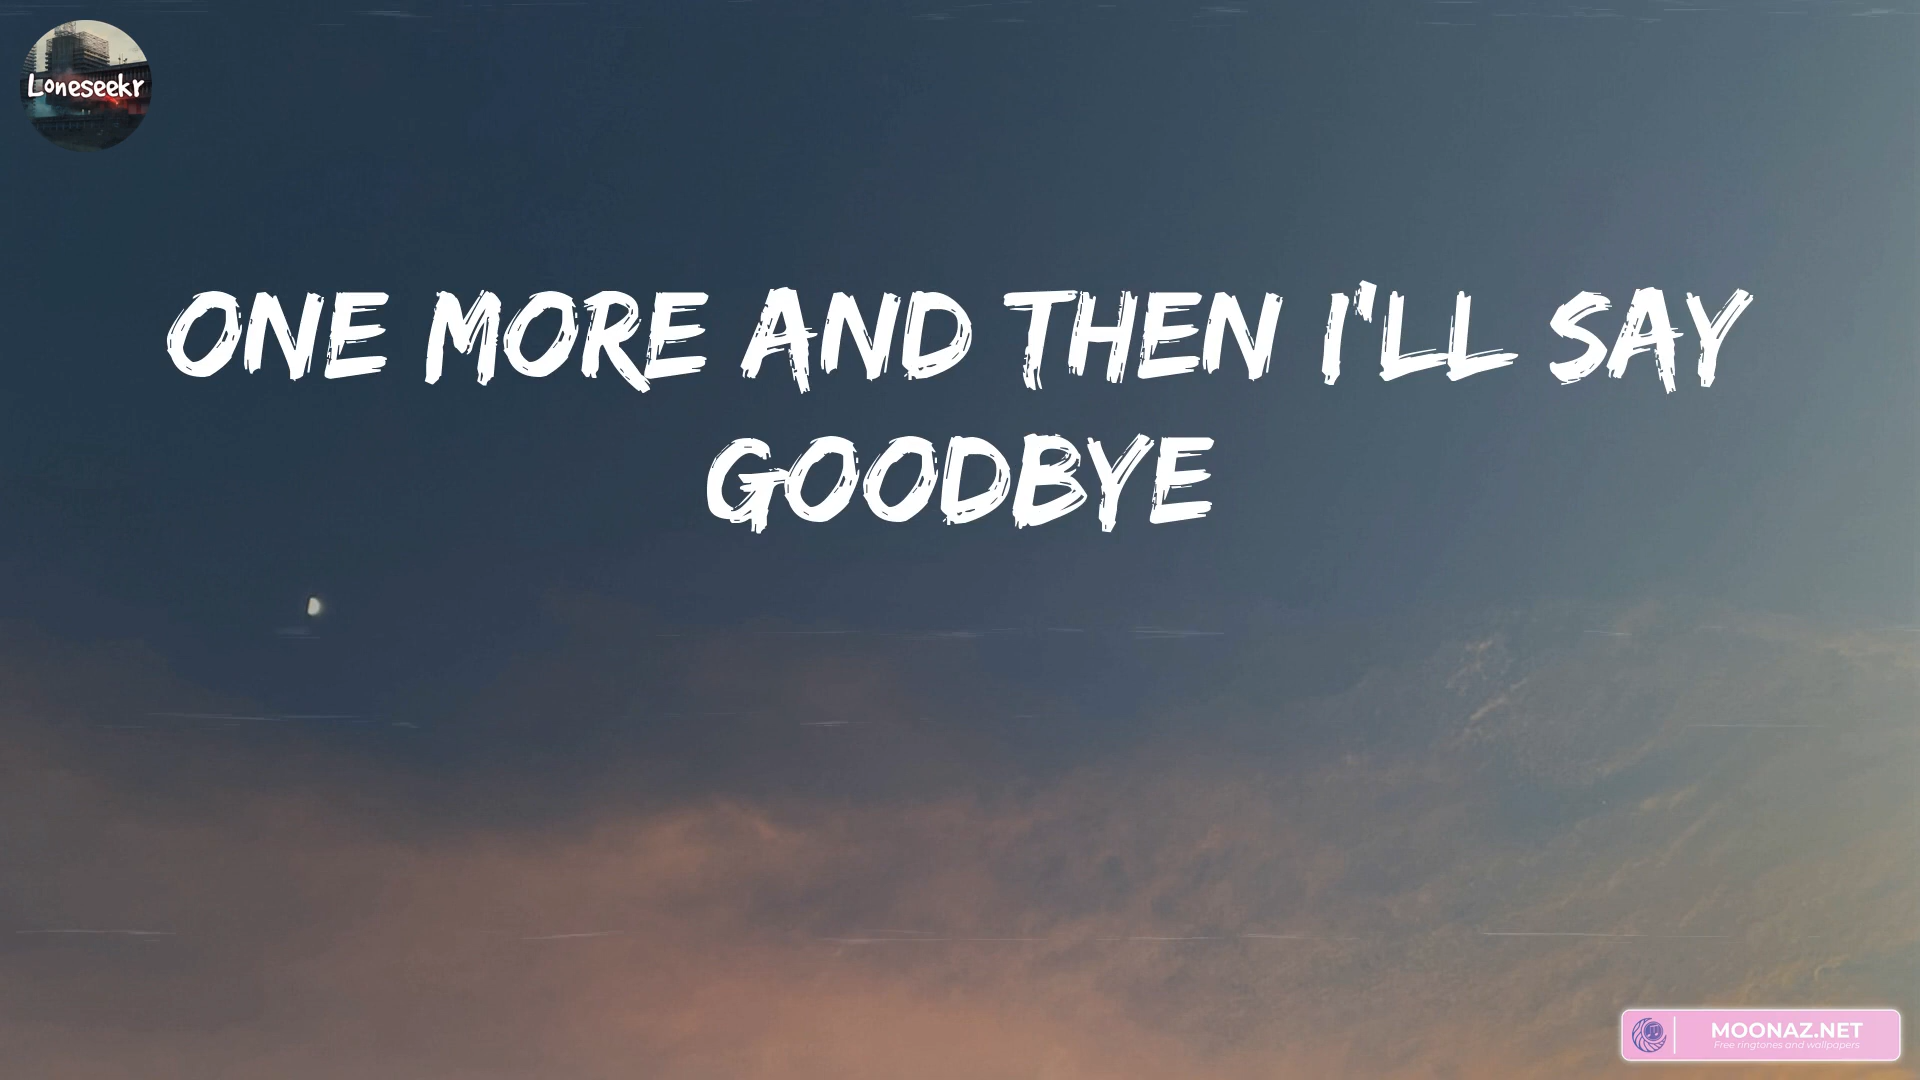 Loneseekr
ONE MORE AND THEN I'LL SAY
GOODBYE
MOONAZ.NET
Free ringtones and wallpapers